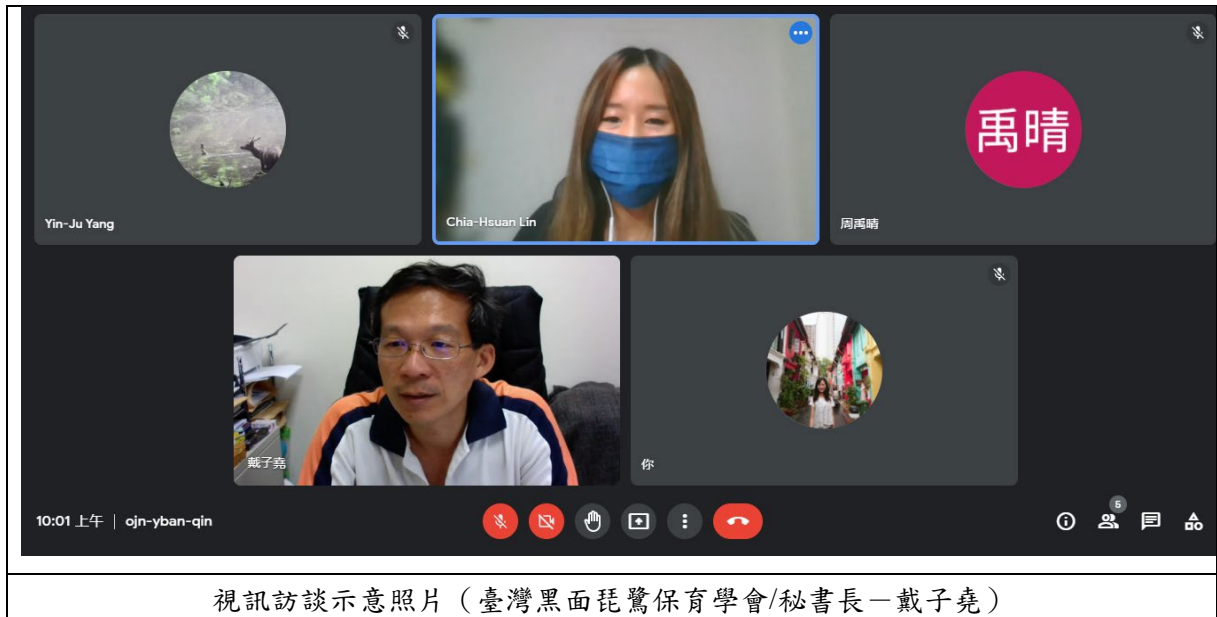 禹晴
Yin-Ju Yang
Chia-Hsuan Lin
周禹晴
戴子堯
你
10:01 上午 | ojn-yban-qin
5
視訊訪談示意照片(臺灣黑面琵鷺保育學會/秘書長-戴子堯)